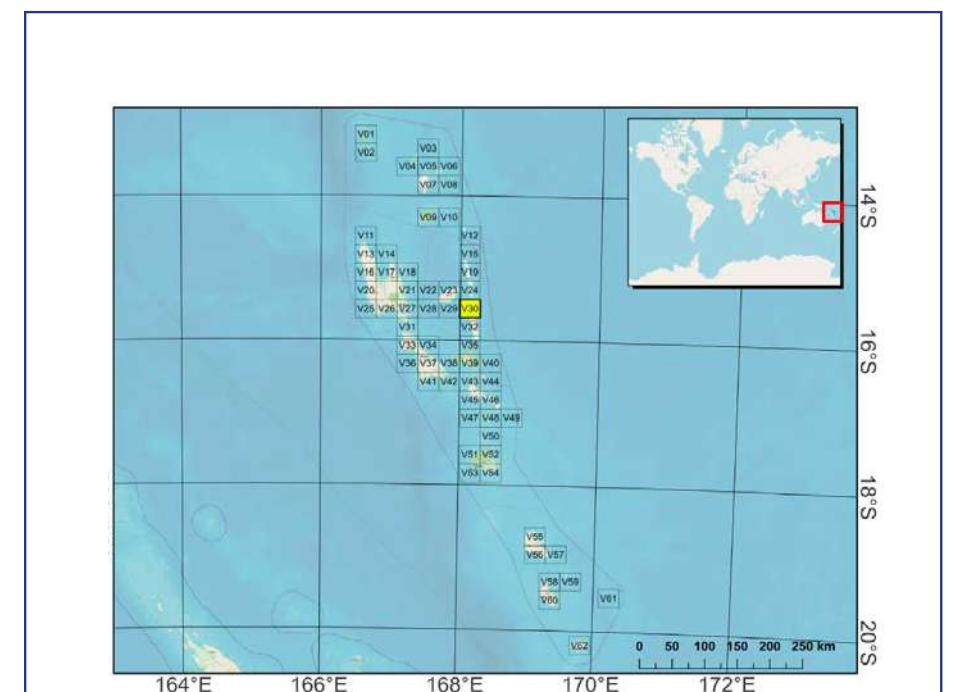 V01
V02 V03
V04 V05 V06
V07 V08
14°S
V09 V10
V11 V12
V13 V14 V15
V16 V17 V18 V19
V20 V21 V22 V23 V24
V25 V26 V27 V28 V29 V30
V31 V32
V33 V34 V35
16°S
V36 V37 V38 V39 V40
V41 V42 V43 V44
V45 V46
V47 V48 V49
V50
V51 V52
V53 V54
18°S
V55
V56 V57
V58 V59
V60 V61
V62
20°S
0 50 100 150 200 250 km
164°E 166°E 168°E 170°E 172°E